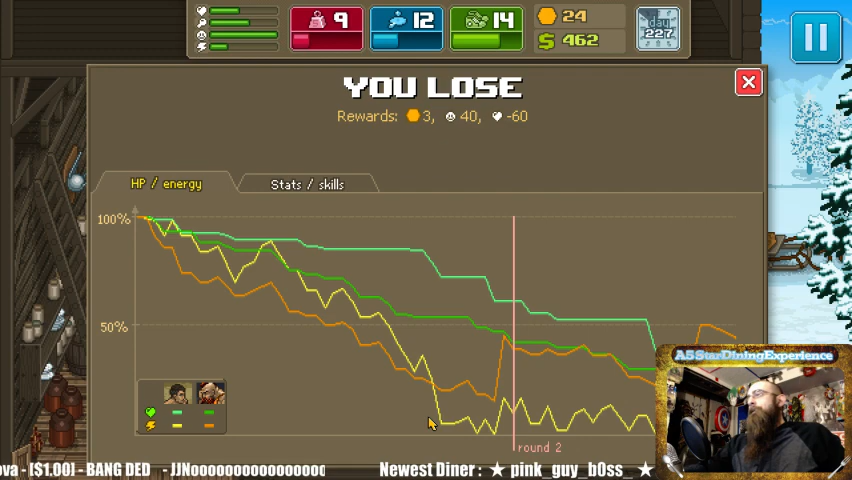 9
12
14
24
462
day
227
YOU LOSE
Rewards: 3, 40, -60
HP / energy
Stats / skills
100%
50%
round 2
A5StarDiningExperience
ova - [$1.00] - BANG DED - JJNooooooooooooooooo
Newest Diner : ★ pink_guy_b0ss_ ★